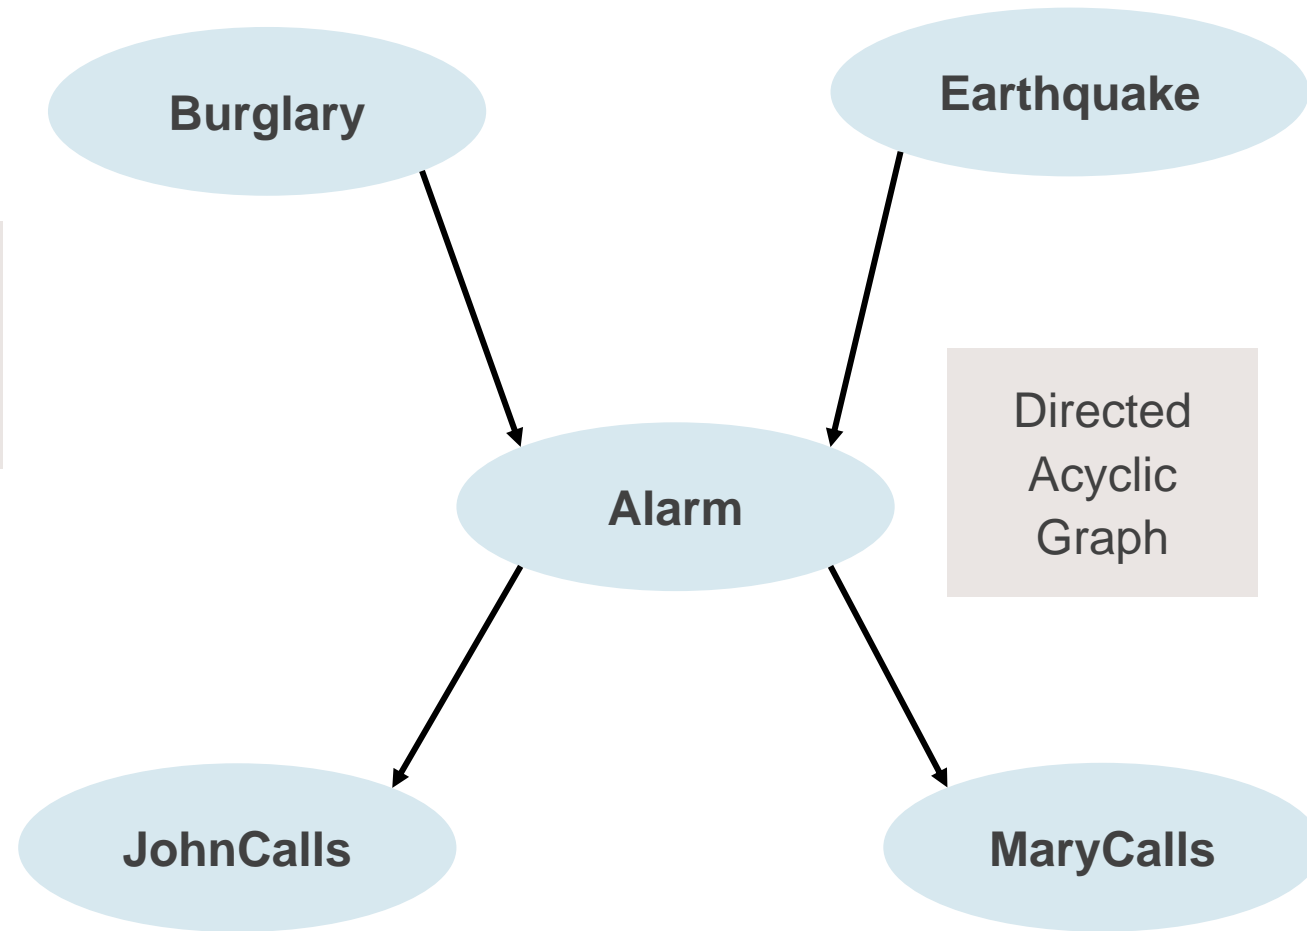 Burglary
Earthquake
Directed
Acyclic
Graph
Alarm
JohnCalls
MaryCalls